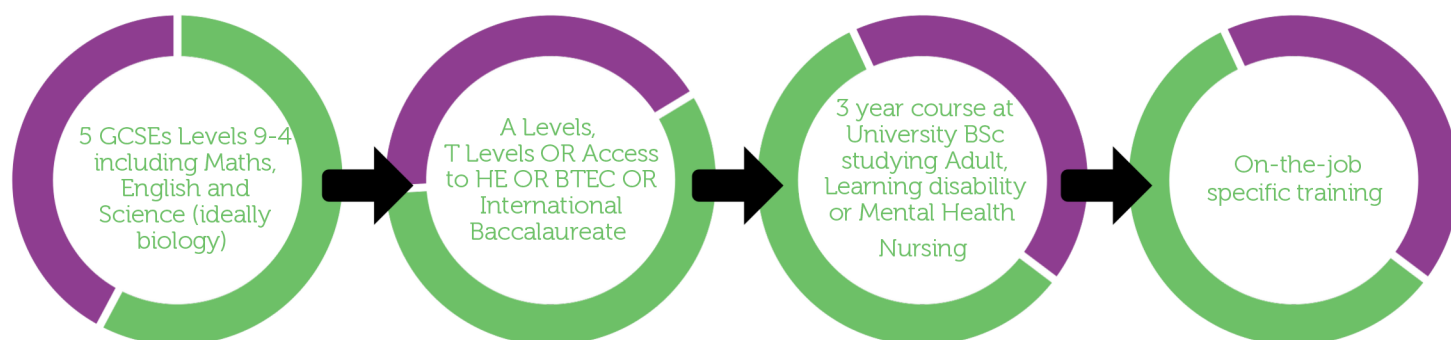 5 GCSEs Levels 9-4
including Maths,
English and
Science (ideally
biology)
A Levels,
T Levels OR Access
to HE OR BTEC OR
International
Baccalaureate
3 year course at
University BSc
studying Adult,
Learning disability
or Mental Health
Nursing
On-the-job
specific training